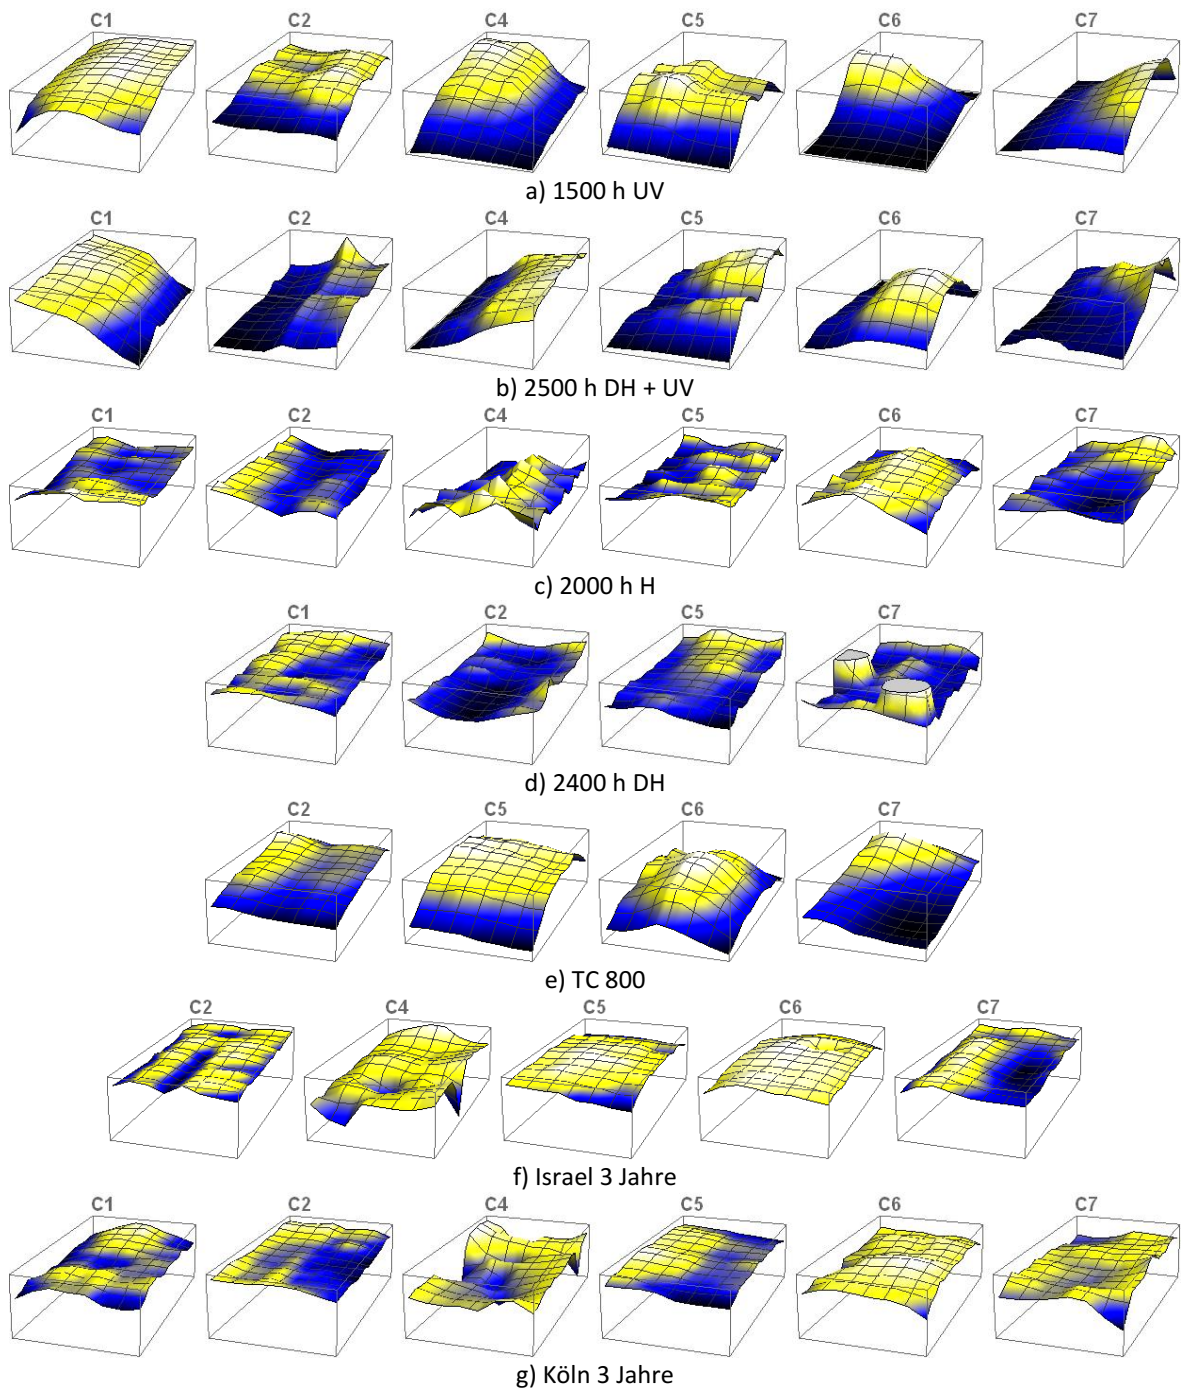 C1 C2 C4 C5 C6 C7
a) 1500 h UV
C1 C2 C4 C5 C6 C7
b) 2500 h DH + UV
C1 C2 C4 C5 C6 C7
c) 2000 h H
C1 C2 C5 C7
d) 2400 h DH
C2 C5 C6 C7
e) TC 800
C2 C4 C5 C6 C7
f) Israel 3 Jahre
C1 C2 C4 C5 C6 C7
g) Köln 3 Jahre